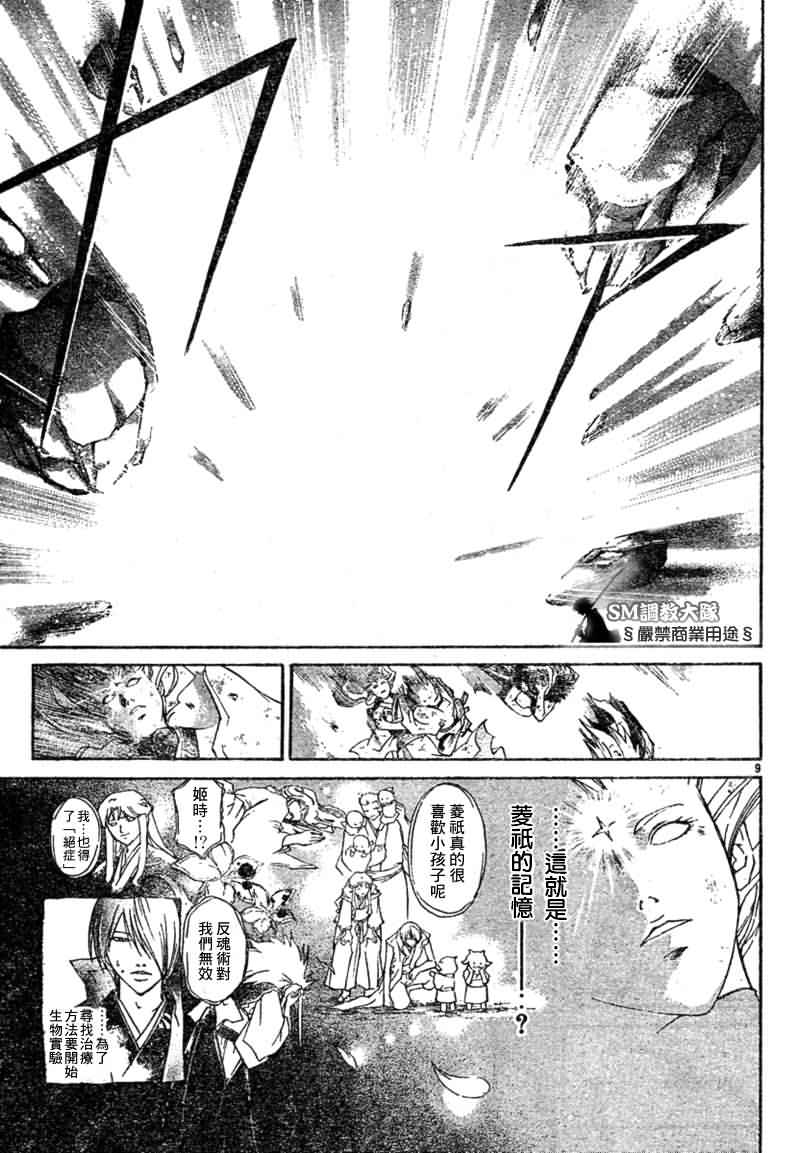 SM調教大隊
§嚴禁商業用途§
9
……這就是……
菱祇的記憶——……?
菱祇真的很
喜歡小孩子呢
姬時…!?
我…也得
了「絕症」
反魂術對
我們無效
……為了
尋找治療
方法要開始
生物實驗